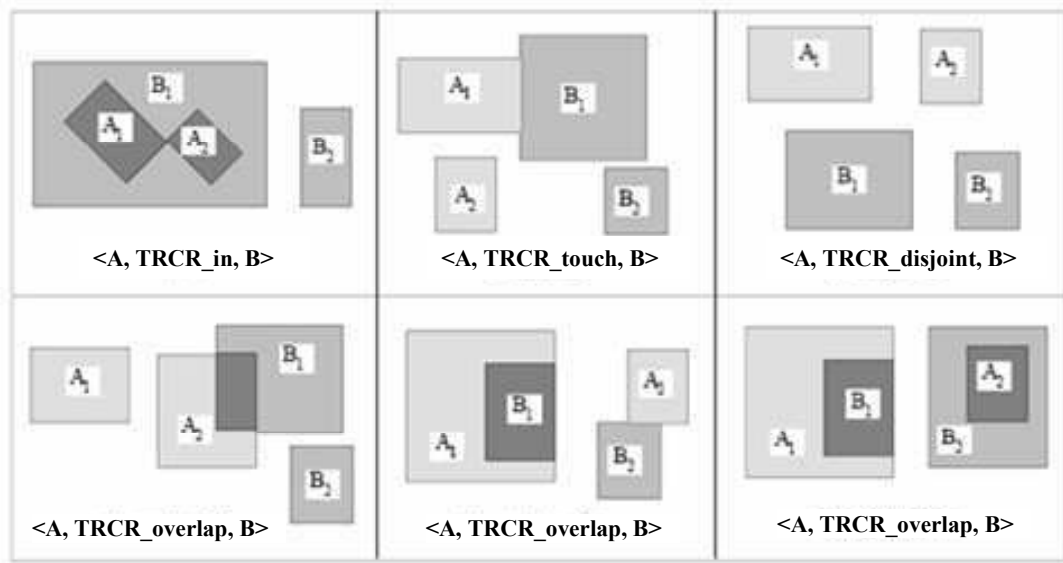 B₁
A₁
A₂
B₂
<A, TRCR_in, B>
A₁
B₁
A₂
B₂
<A, TRCR_touch, B>
A₁
A₂
B₁
B₂
<A, TRCR_disjoint, B>
A₁
B₁
A₂
B₂
<A, TRCR_overlap, B>
A₂
B₁
A₁
B₂
<A, TRCR_overlap, B>
A₂
B₁
A₁
B₂
<A, TRCR_overlap, B>